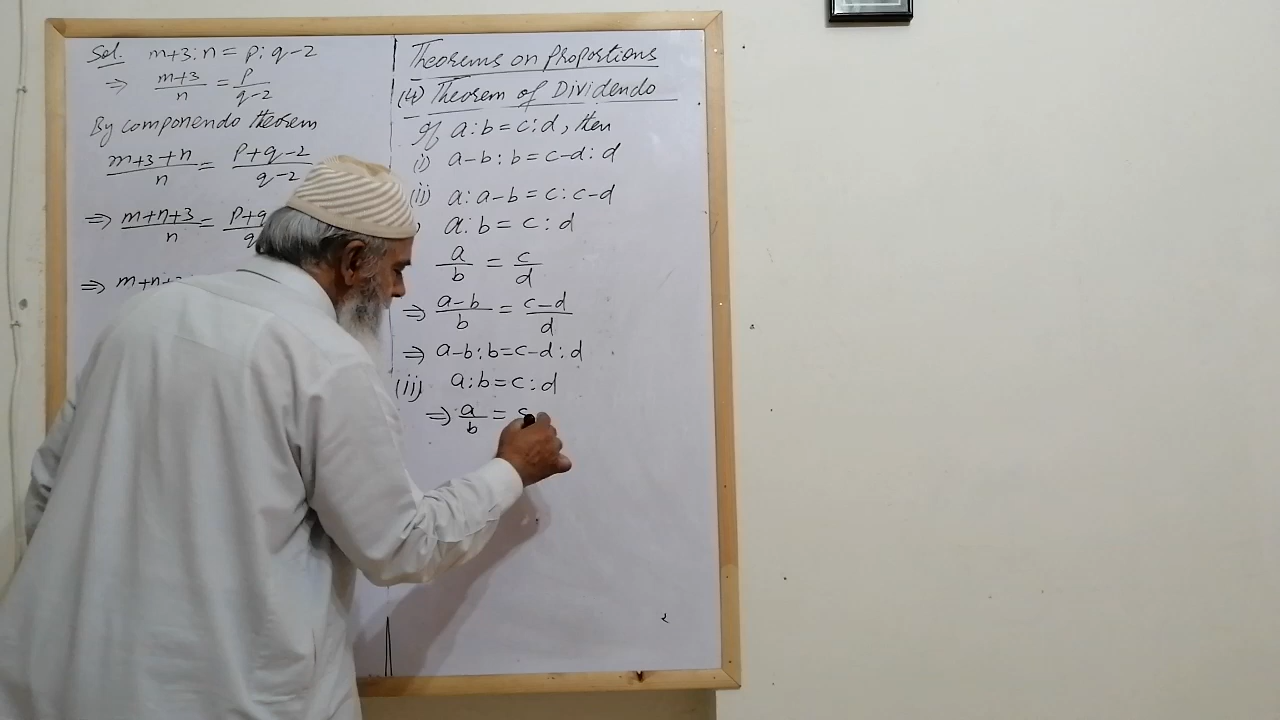 Sol. m+3:n = p:q-2
⇒ m+3/n = p/q-2
By componendo theorem
m+3+n/n = p+q-2/q-2
⇒ m+n+3/n = p+q
⇒ m+n+3
Theorems on Proportions
(4) Theorem of Dividendo
If a:b = c:d, then
(i) a-b:b = c-d:d
(ii) a:a-b = c:c-d
a:b = c:d
a/b = c/d
⇒ a-b/b = c-d/d
⇒ a-b:b=c-d:d
(ii) a:b=c:d
⇒ a/b = c